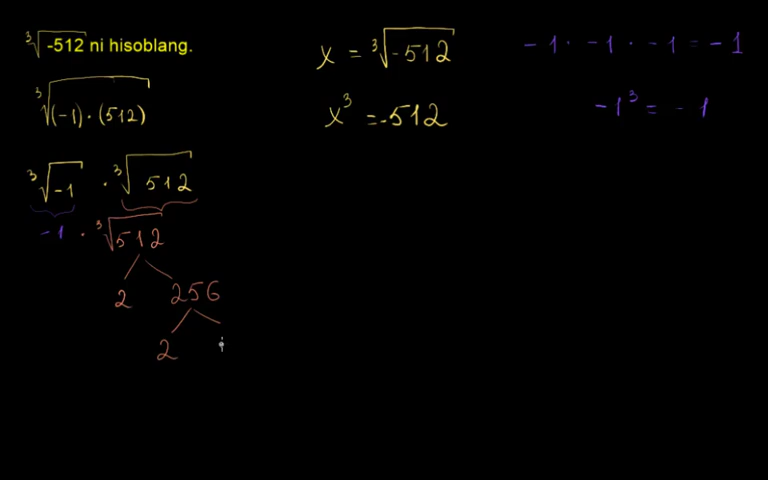 ∛-512 ni hisoblang.
∛(-1)·(512)
∛-1 · ∛512
-1 · ∛512
2 256
2
x = ∛-512
x³ = -512
-1 · -1 · -1 = -1
-1³ = -1